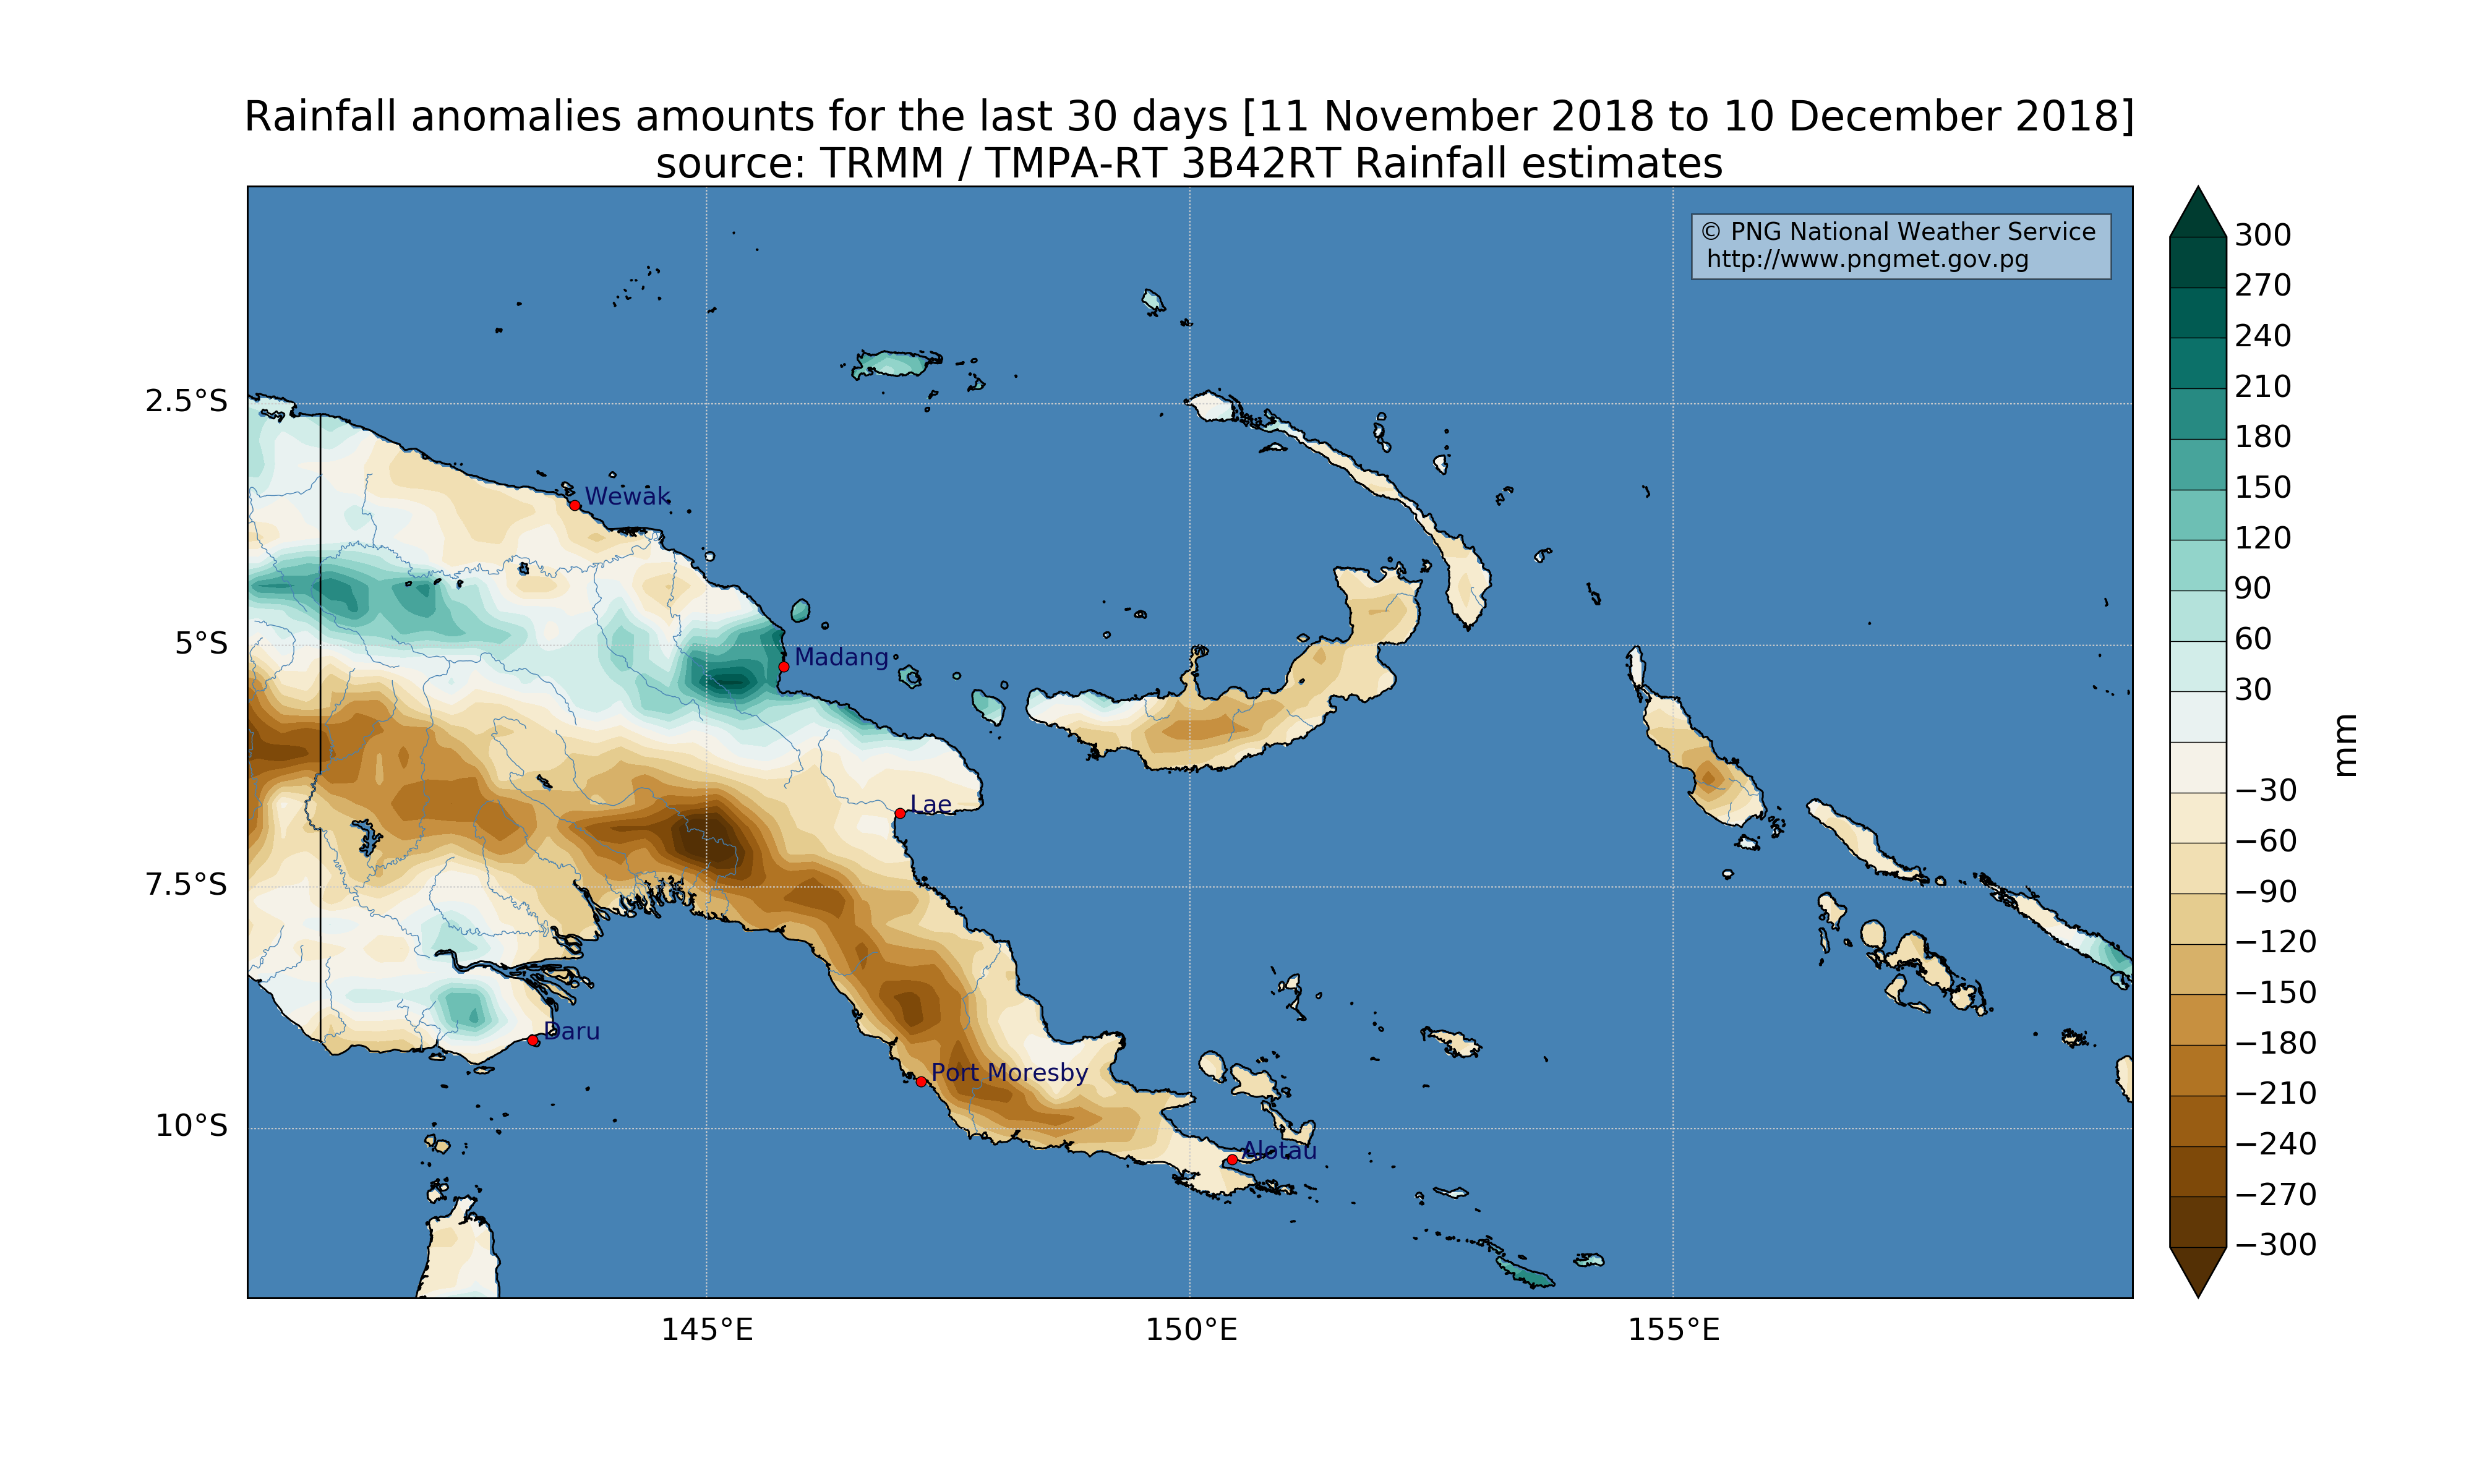 Rainfall anomalies amounts for the last 30 days [11 November 2018 to 10 December 2018]
source: TRMM / TMPA-RT 3B42RT Rainfall estimates
© PNG National Weather Service
http://www.pngmet.gov.pg
2.5°S
5°S
7.5°S
10°S
145°E
150°E
155°E
Wewak
Madang
Lae
Daru
Port Moresby
Alotau
300
270
240
210
180
150
120
90
60
30
−30
−60
−90
−120
−150
−180
−210
−240
−270
−300
mm